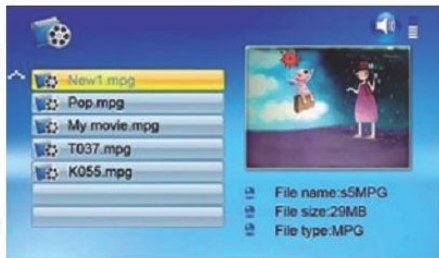 New1.mpg
Pop.mpg
My movie.mpg
T037.mpg
K055.mpg
File name:s5MPG
File size:29MB
File type:MPG